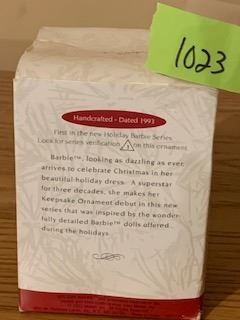 1023
Handcrafted - Dated 1993
First in the new Holiday Barbie Series
Look for series verification 1 on this ornament
Barbie™, looking as dazzling as ever,
arrives to celebrate Christmas in her
beautiful holiday dress. A superstar
for three decades, she makes her
Keepsake Ornament debut in this new
series that was inspired by the wonder-
fully detailed Barbie™ dolls offered
during the holidays.